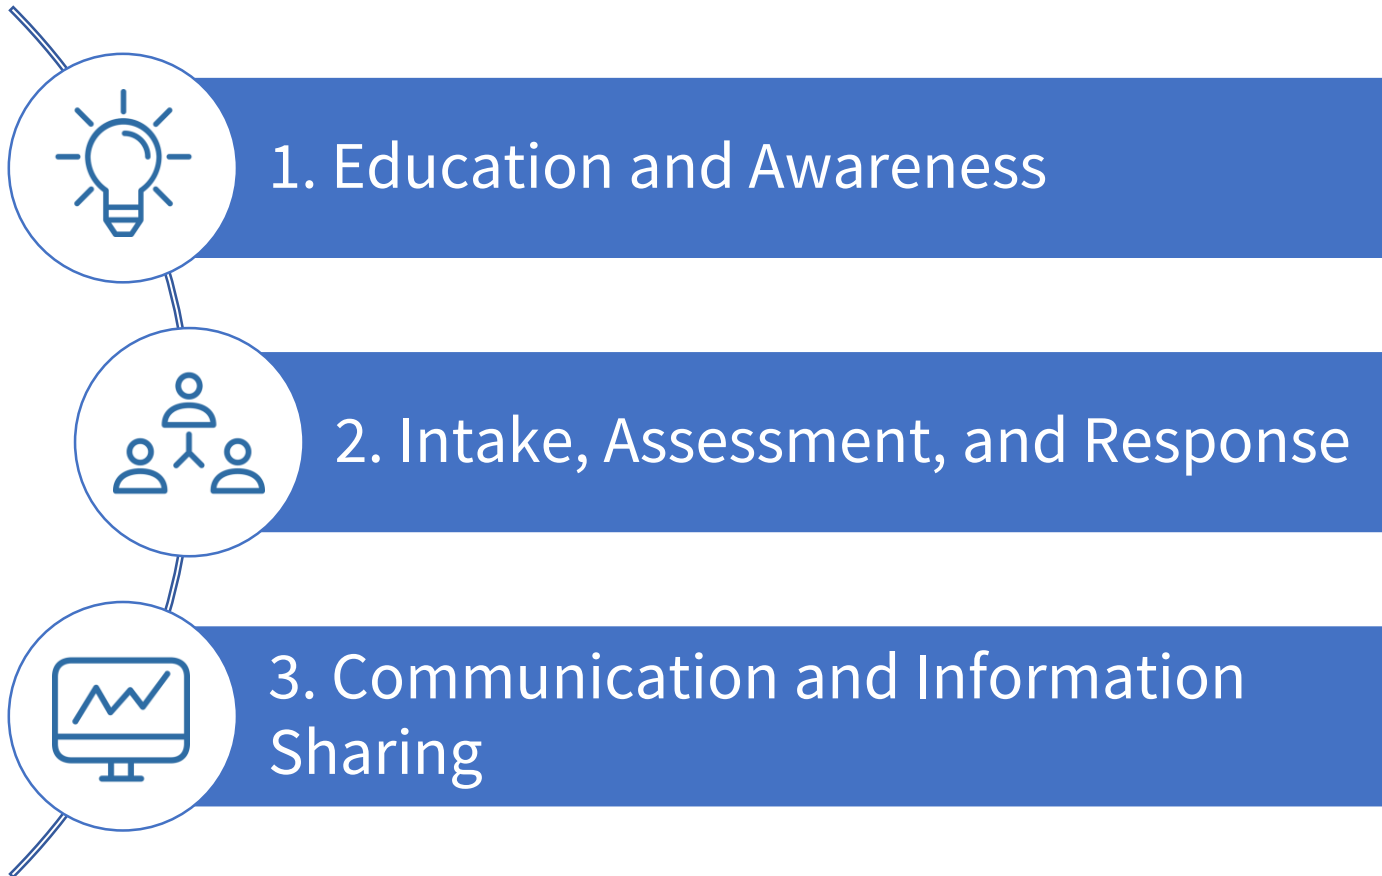 1. Education and Awareness
2. Intake, Assessment, and Response
3. Communication and Information
Sharing